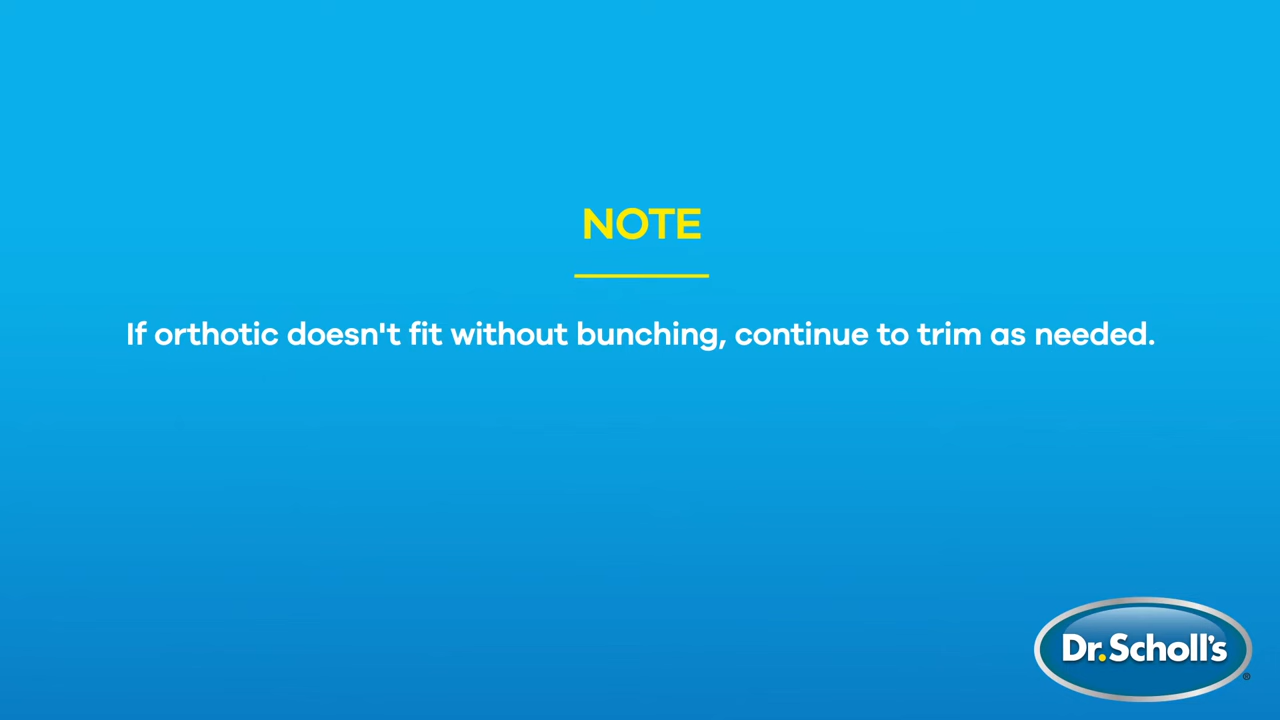 NOTE
If orthotic doesn't fit without bunching, continue to trim as needed.
Dr.Scholl's®